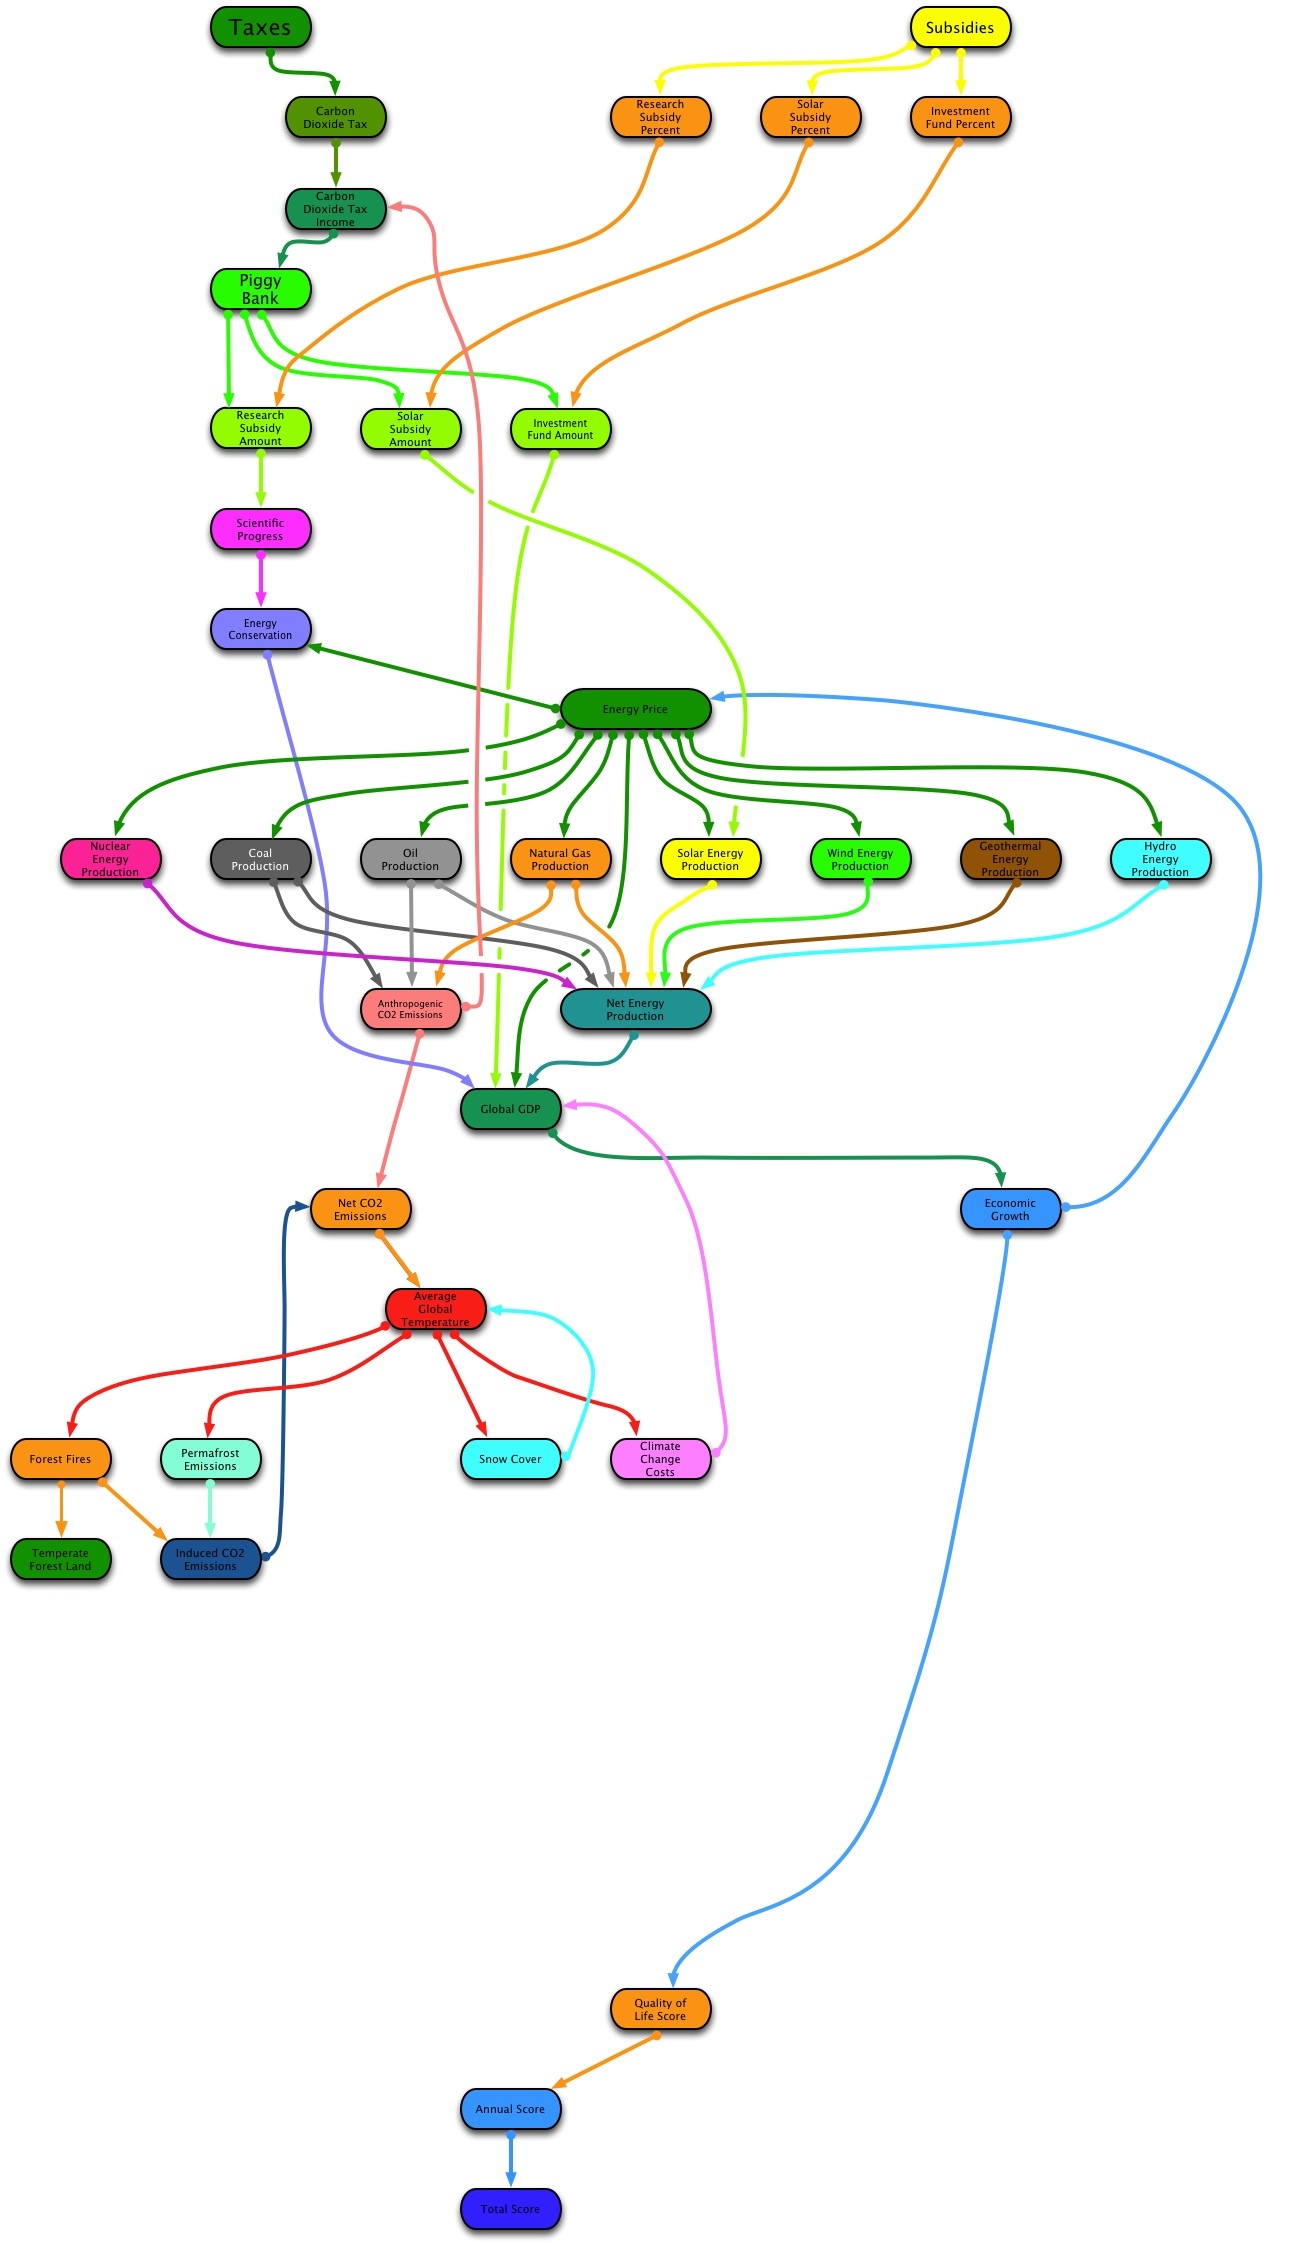 Taxes
Subsidies
Carbon
Dioxide Tax
Research
Subsidy
Percent
Solar
Subsidy
Percent
Investment
Fund Percent
Carbon
Dioxide Tax
Income
Piggy
Bank
Research
Subsidy
Amount
Solar
Subsidy
Amount
Investment
Fund Amount
Scientific
Progress
Energy
Conservation
Energy Price
Nuclear
Energy
Production
Coal
Production
Oil
Production
Natural Gas
Production
Solar Energy
Production
Wind Energy
Production
Geothermal
Energy
Production
Hydro
Energy
Production
Anthropogenic
CO2 Emissions
Net Energy
Production
Global GDP
Net CO2
Emissions
Economic
Growth
Average
Global
Temperature
Forest Fires
Permafrost
Emissions
Snow Cover
Climate
Change
Costs
Temperate
Forest Land
Induced CO2
Emissions
Quality of
Life Score
Annual Score
Total Score